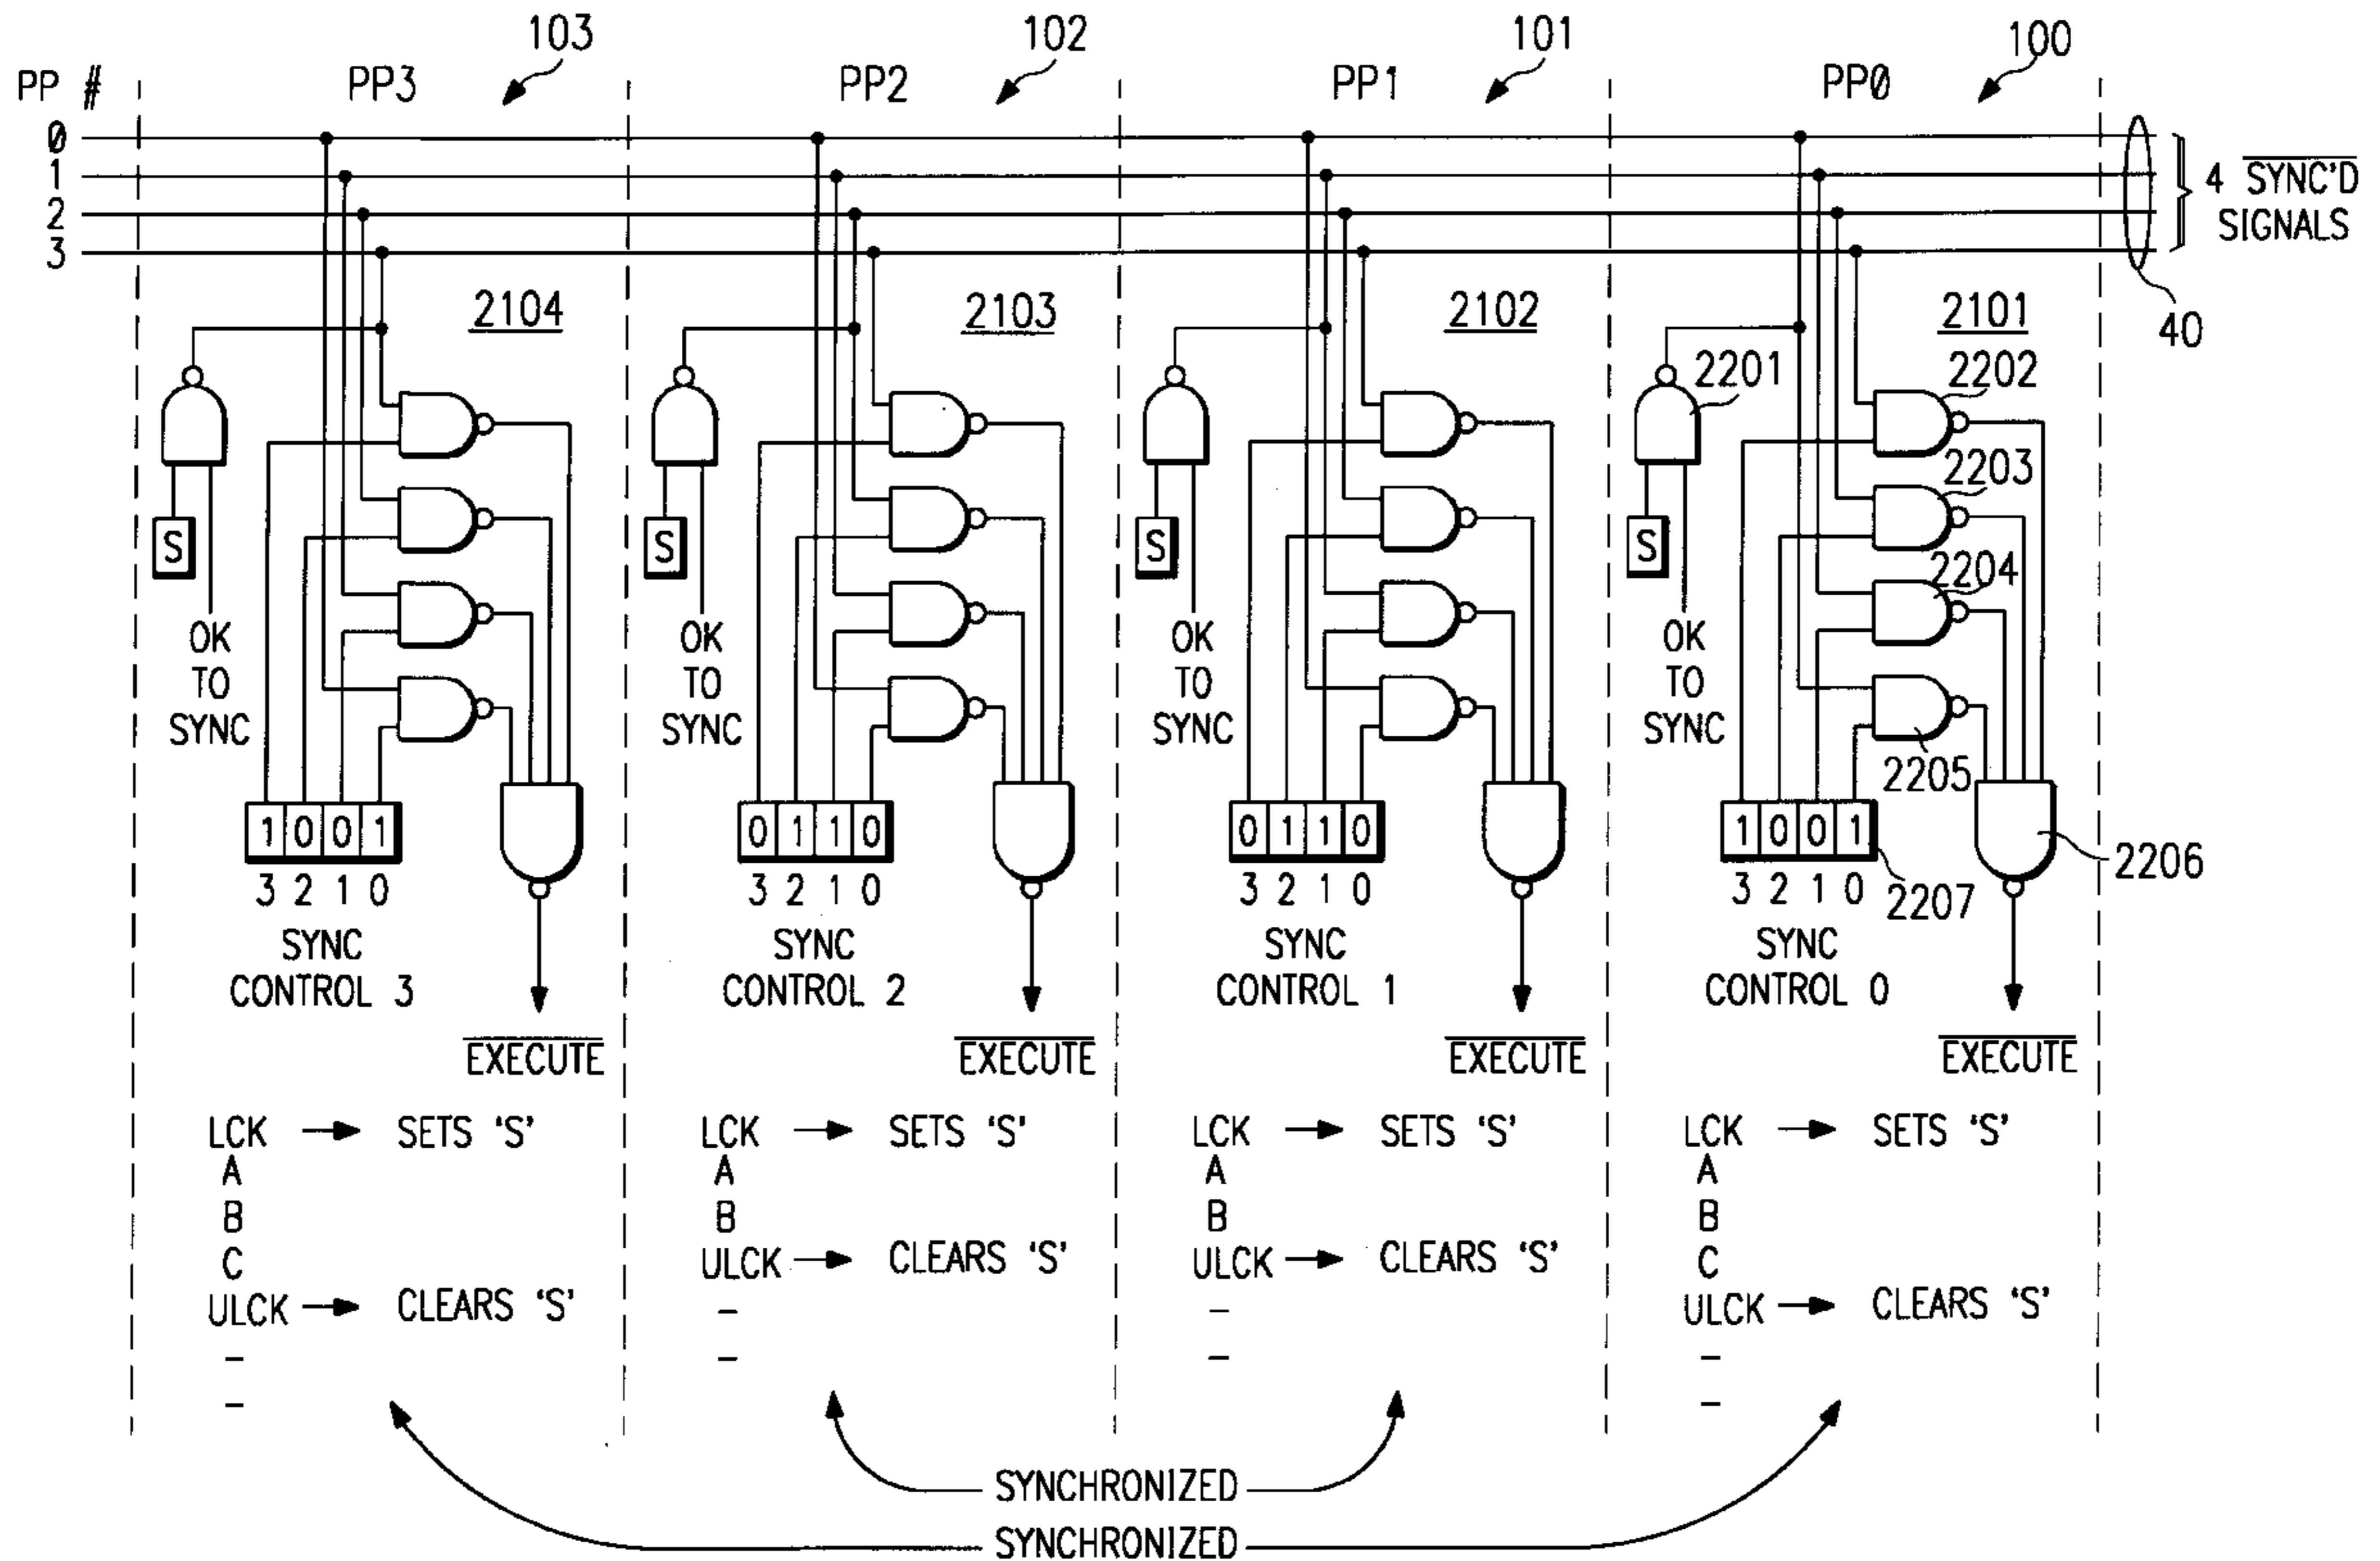 103 102 101 100
PP # PP3 PP2 PP1 PP0
0
1
2
3
4 SYNC'D
SIGNALS
40
2104 2103 2102 2101
2201 2202
2203
2204
2205
2206
2207
S S S S
OK OK OK OK
TO TO TO TO
SYNC SYNC SYNC SYNC
1 0 0 1 0 1 1 0 0 1 1 0 1 0 0 1
3 2 1 0 3 2 1 0 3 2 1 0 3 2 1 0
SYNC SYNC SYNC SYNC
CONTROL 3 CONTROL 2 CONTROL 1 CONTROL 0
EXECUTE EXECUTE EXECUTE EXECUTE
LCK → SETS 'S' LCK → SETS 'S' LCK → SETS 'S' LCK → SETS 'S'
A A A A
B B B B
C ULCK → CLEARS 'S' ULCK → CLEARS 'S' C
ULCK → CLEARS 'S' – – ULCK → CLEARS 'S'
– – – –
– –
SYNCHRONIZED
SYNCHRONIZED